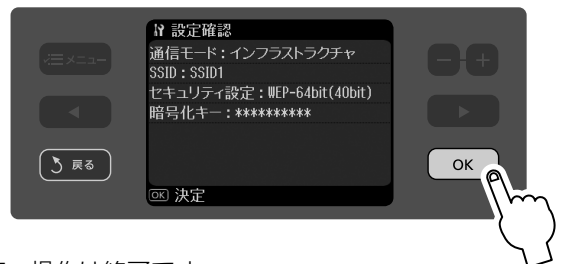 設定確認
メニュー
通信モード：インフラストラクチャ
SSID：SSID1
セキュリティ設定：WEP-64bit(40bit)
暗号化キー：**********
戻る
OK
OK 決定
操作は終了です